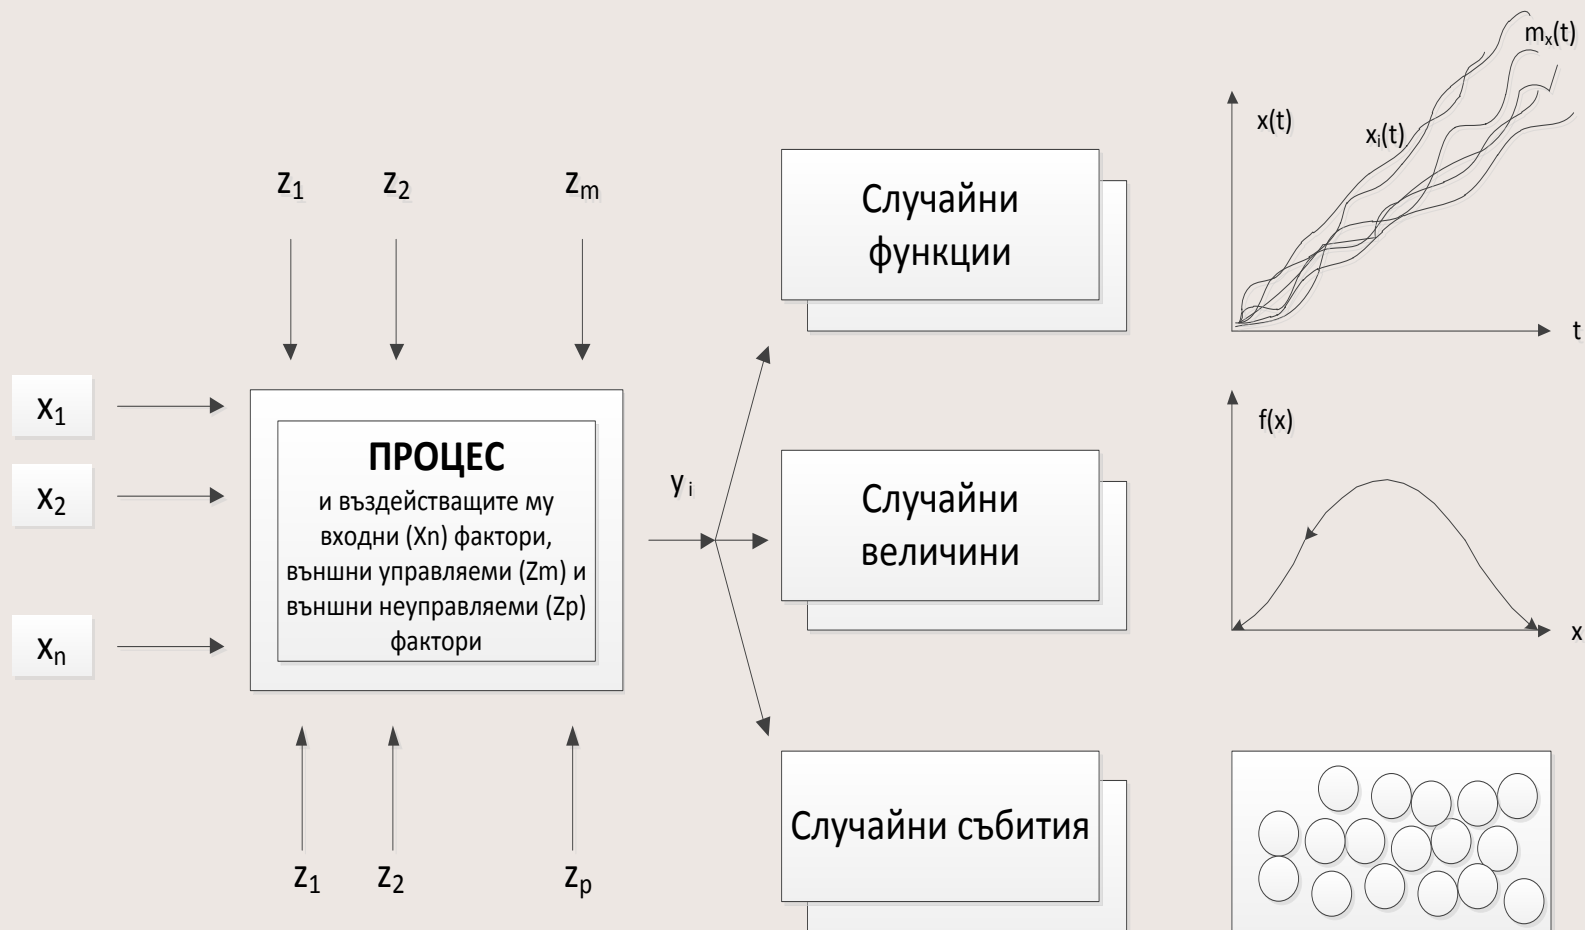 z1 z2 zm
x1
x2
xn
ПРОЦЕС
и въздействащите му
входни (Xn) фактори,
външни управляеми (Zm) и
външни неуправляеми (Zp)
фактори
z1 z2 zp
y i
Случайни
функции
Случайни
величини
Случайни събития
mx(t)
x(t)
xi(t)
t
f(x)
x